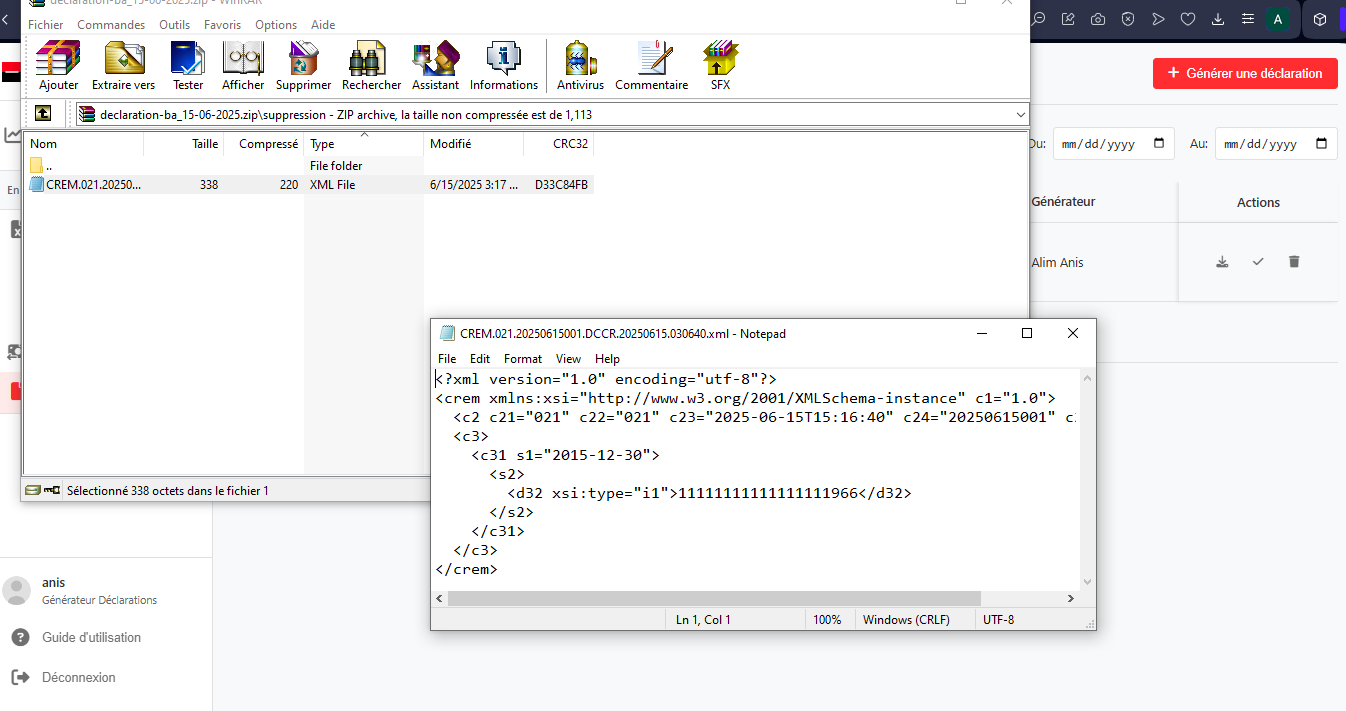 declaration-ba_15-06-2025.zip - WinRAR
Fichier Commandes Outils Favoris Options Aide
Ajouter Extraire vers Tester Afficher Supprimer Rechercher Assistant Informations Antivirus Commentaire SFX
declaration-ba_15-06-2025.zip\suppression - ZIP archive, la taille non compressée est de 1,113
Nom Taille Compressé Type Modifié CRC32
.. File folder
CREM.021.20250... 338 220 XML File 6/15/2025 3:17 ... D33C84FB
Sélectionné 338 octets dans le fichier 1
A
+ Générer une déclaration
Du: mm/dd/yyyy Au: mm/dd/yyyy
En
Générateur Actions
Alim Anis
CREM.021.20250615001.DCCR.20250615.030640.xml - Notepad
File Edit Format View Help
<?xml version="1.0" encoding="utf-8"?>
<crem xmlns:xsi="http://www.w3.org/2001/XMLSchema-instance" c1="1.0">
<c2 c21="021" c22="021" c23="2025-06-15T15:16:40" c24="20250615001"
<c3>
<c31 s1="2015-12-30">
<s2>
<d32 xsi:type="i1">11111111111111111966</d32>
</s2>
</c31>
</c3>
</crem>
Ln 1, Col 1 100% Windows (CRLF) UTF-8
anis
Générateur Déclarations
Guide d'utilisation
Déconnexion